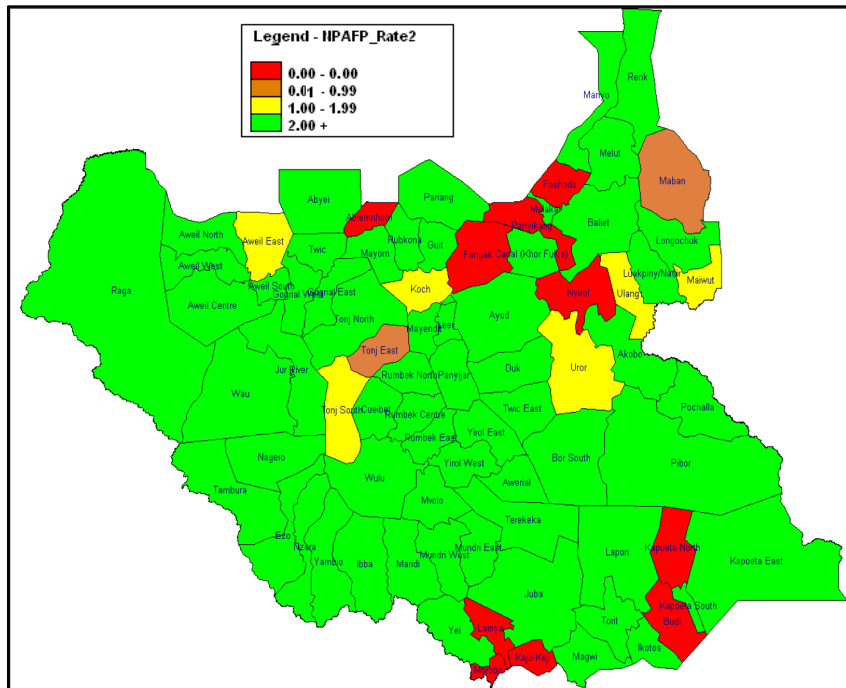 Legend - NPAFP_Rate2
0.00 - 0.00
0.01 - 0.99
1.00 - 1.99
2.00 +
Renk
Manyo
Melut
Maban
Fashoda
Abyei
Pariang
Abiemnhom
Malakal
Panyikang
Baliet
Aweil North
Aweil East
Twic
Mayom
Rubkona
Guit
Fangak
Canal (Khor Fulus)
Longochuk
Aweil West
Luakpiny/Nasir
Maiwut
Raga
Aweil South
Gogrial West
Gogrial East
Koch
Nyirol
Ulang
Aweil Centre
Tonj North
Mayendit
Leer
Ayod
Tonj East
Akobo
Jur River
Rumbek North
Panyijar
Duk
Uror
Wau
Tonj South
Cueibet
Rumbek Centre
Twic East
Pochalla
Rumbek East
Yirol East
Nagero
Wulu
Yirol West
Bor South
Pibor
Tambura
Awerial
Mvolo
Terekeka
Ezo
Nzara
Yambio
Ibba
Maridi
Mundri West
Mundri East
Lapon
Kapoeta North
Kapoeta East
Juba
Kapoeta South
Budi
Torit
Yei
Lainya
Ikotos
Magwi
Morobo
Kajo-Keji